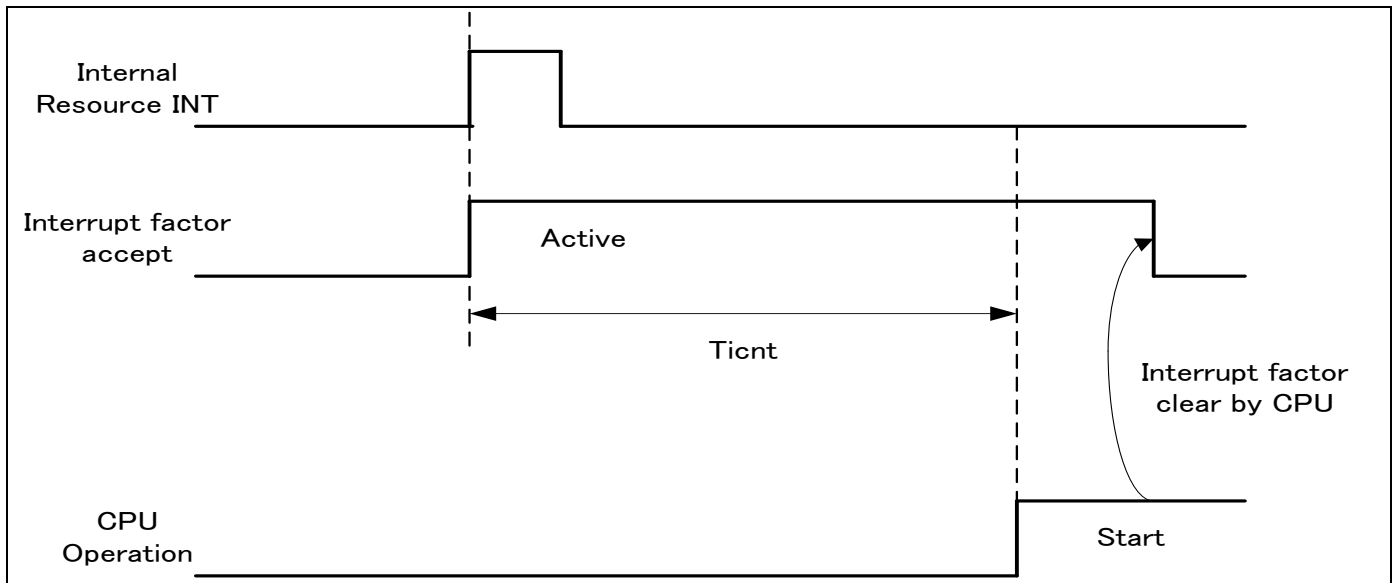 Internal
Resource INT
Interrupt factor
accept
Active
Ticnt
Interrupt factor
clear by CPU
CPU
Operation
Start